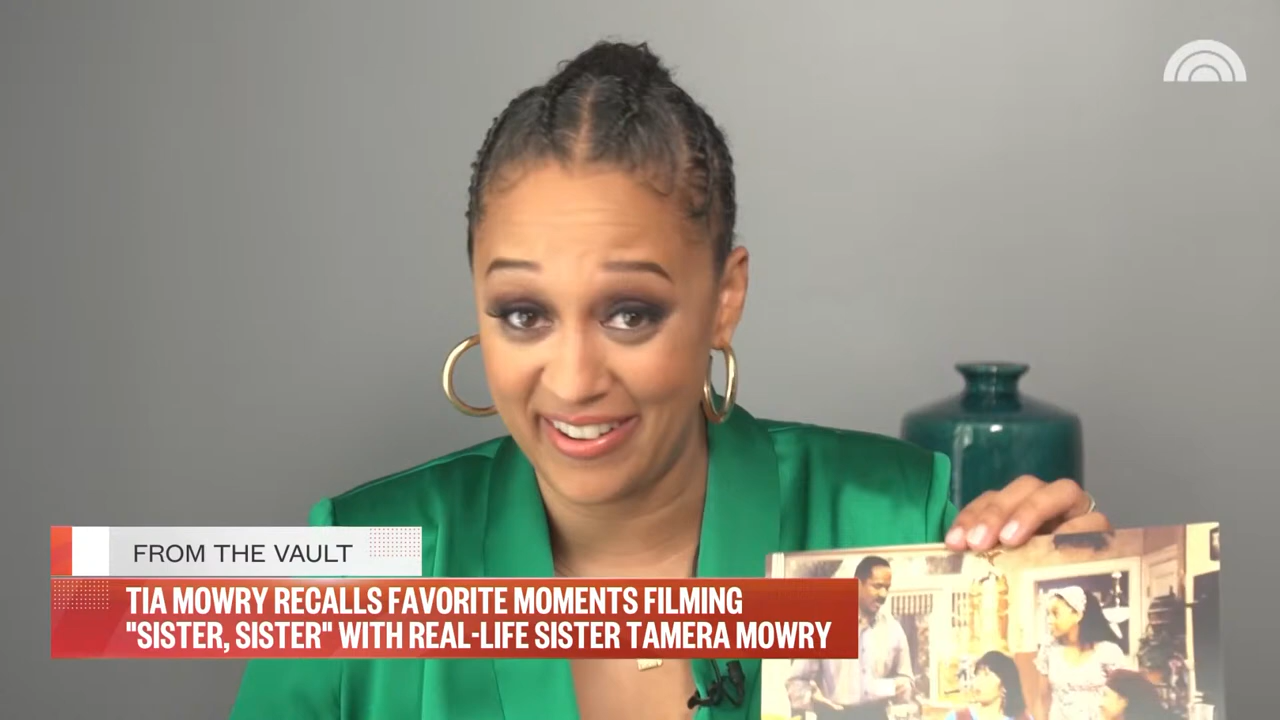 FROM THE VAULT
TIA MOWRY RECALLS FAVORITE MOMENTS FILMING
"SISTER, SISTER" WITH REAL-LIFE SISTER TAMERA MOWRY